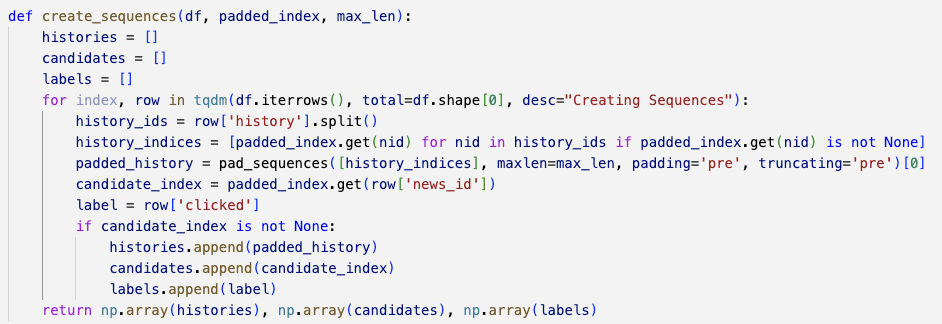 def create_sequences(df, padded_index, max_len):
    histories = []
    candidates = []
    labels = []
    for index, row in tqdm(df.iterrows(), total=df.shape[0], desc="Creating Sequences"):
        history_ids = row['history'].split()
        history_indices = [padded_index.get(nid) for nid in history_ids if padded_index.get(nid) is not None]
        padded_history = pad_sequences([history_indices], maxlen=max_len, padding='pre', truncating='pre')[0]
        candidate_index = padded_index.get(row['news_id'])
        label = row['clicked']
        if candidate_index is not None:
            histories.append(padded_history)
            candidates.append(candidate_index)
            labels.append(label)
    return np.array(histories), np.array(candidates), np.array(labels)